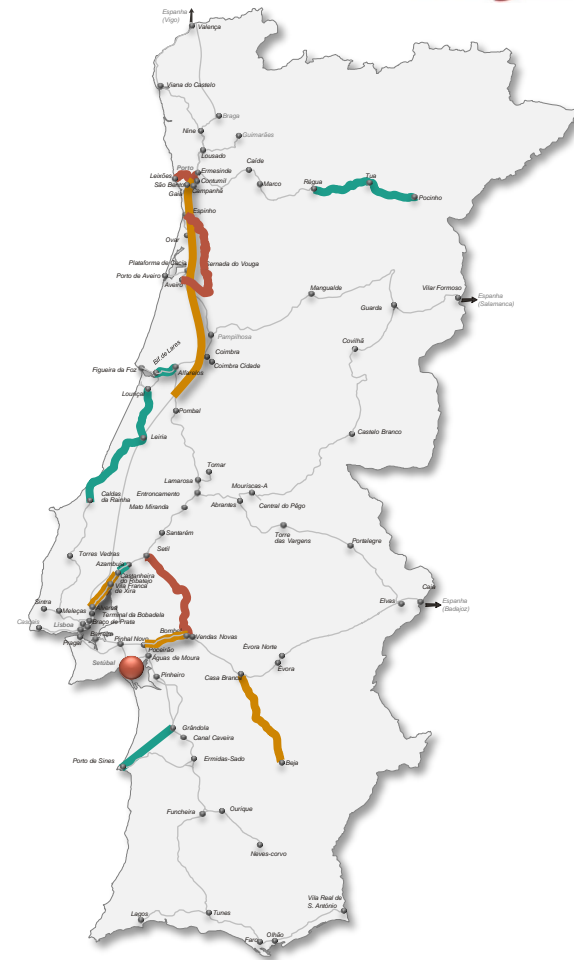 Espanha
(Vigo)
Valença
Viana do Castelo
Braga
Nine
Guimarães
Lousado
Porto
Ermesinde
Caíde
Leixões
Contumil
São Bento
Campanhã
Marco
Régua
Tua
Pocinho
Gaia
Espinho
Ovar
Plataforma de Cacia
Sernada do Vouga
Porto de Aveiro
Aveiro
Mangualde
Vilar Formoso
Espanha
(Salamanca)
Guarda
Pampilhosa
Covilhã
Bif de Lares
Coimbra
Coimbra Cidade
Figueira da Foz
Alfarelos
Louriçal
Pombal
Leiria
Castelo Branco
Tomar
Lamarosa
Caldas
da Rainha
Entroncamento
Mouriscas-A
Mato Miranda
Abrantes
Central do Pêgo
Santarém
Torre
das Vargens
Portalegre
Torres Vedras
Setil
Azambuja
Castanheira
do Ribatejo
Vila Franca
de Xira
Caia
Elvas
Espanha
(Badejoz)
Sintra
Meleças
Alverca
Terminal da Bobadela
Cascais
Lisboa
Braço de Prata
Barreiro
Pragal
Pinhal Novo
Bombel
Vendas Novas
Poceirão
Águas de Moura
Évora Norte
Évora
Setúbal
Pinheiro
Casa Branca
Grândola
Canal Caveira
Porto de Sines
Ermidas-Sado
Beja
Funcheira
Ourique
Neves-corvo
Vila Real de
S. António
Lagos
Tunes
Faro
Olhão